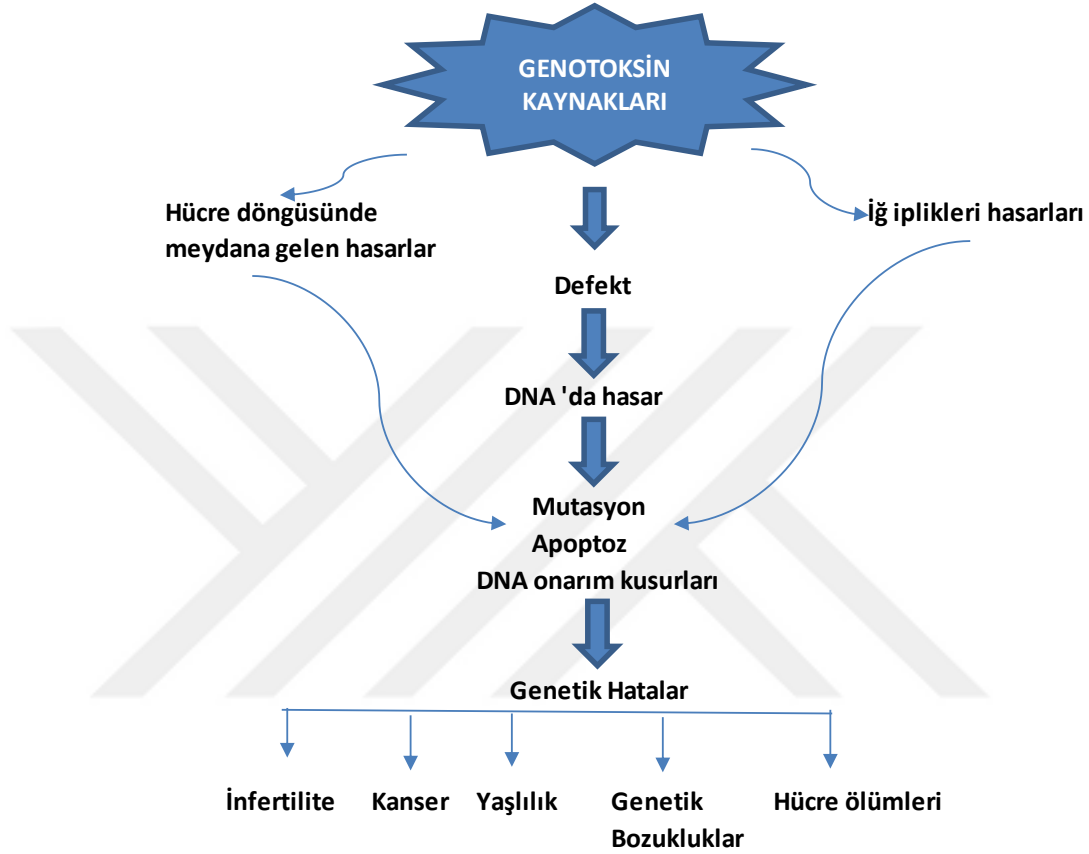 GENOTOKSİN
KAYNAKLARI
Hücre döngüsünde
meydana gelen hasarlar
İğ iplikleri hasarları
Defekt
DNA 'da hasar
Mutasyon
Apoptoz
DNA onarım kusurları
Genetik Hatalar
İnfertilite
Kanser
Yaşlılık
Genetik
Bozukluklar
Hücre ölümleri